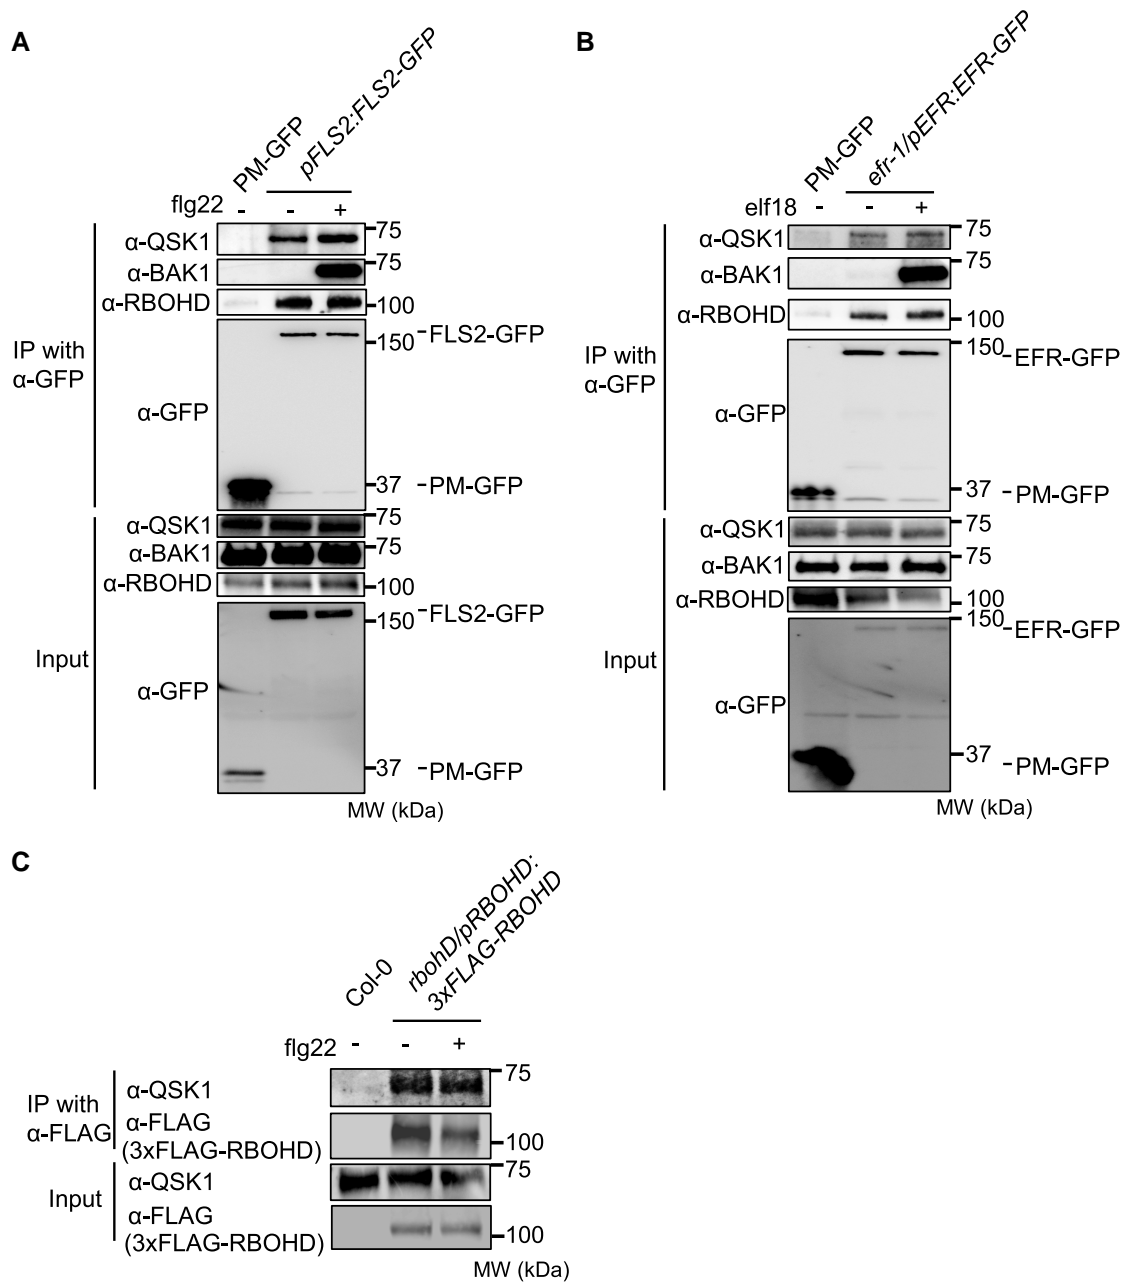 A
PM-GFP
pFLS2:FLS2-GFP
flg22 - - +
α-QSK1 75
α-BAK1 75
α-RBOHD 100
IP with
α-GFP
α-GFP
150 FLS2-GFP
37 PM-GFP
α-QSK1 75
α-BAK1 75
α-RBOHD 100
Input
α-GFP
150 FLS2-GFP
37 PM-GFP
MW (kDa)
B
PM-GFP
efr-1/pEFR:EFR-GFP
elf18 - - +
α-QSK1 75
α-BAK1 75
α-RBOHD 100
IP with
α-GFP
α-GFP
150 EFR-GFP
37 PM-GFP
α-QSK1 75
α-BAK1 75
α-RBOHD 100
Input
α-GFP
150 EFR-GFP
37 PM-GFP
MW (kDa)
C
Col-0
rbohD/pRBOHD:
3xFLAG-RBOHD
flg22 - - +
IP with
α-FLAG
α-QSK1 75
α-FLAG
(3xFLAG-RBOHD) 100
Input
α-QSK1 75
α-FLAG
(3xFLAG-RBOHD) 100
MW (kDa)